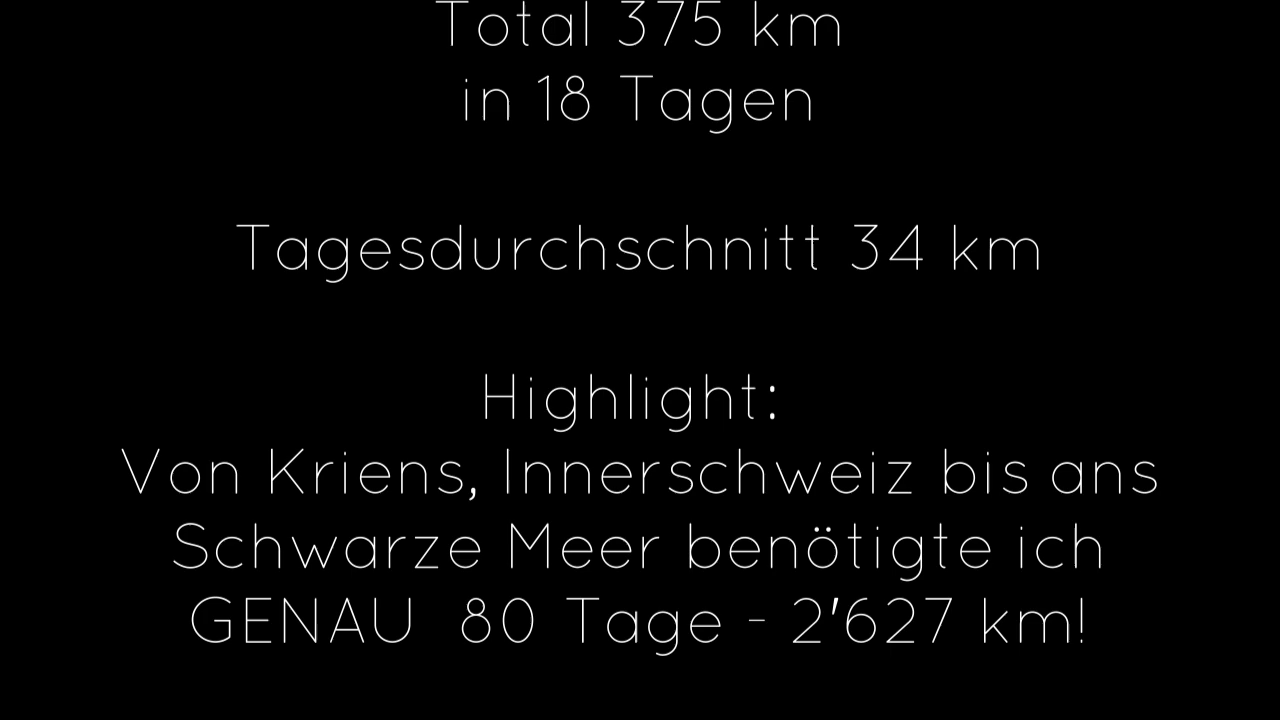 Total 375 km
in 18 Tagen
Tagesdurchschnitt 34 km
Highlight:
Von Kriens, Innerschweiz bis ans
Schwarze Meer benötigte ich
GENAU  80 Tage - 2'627 km!